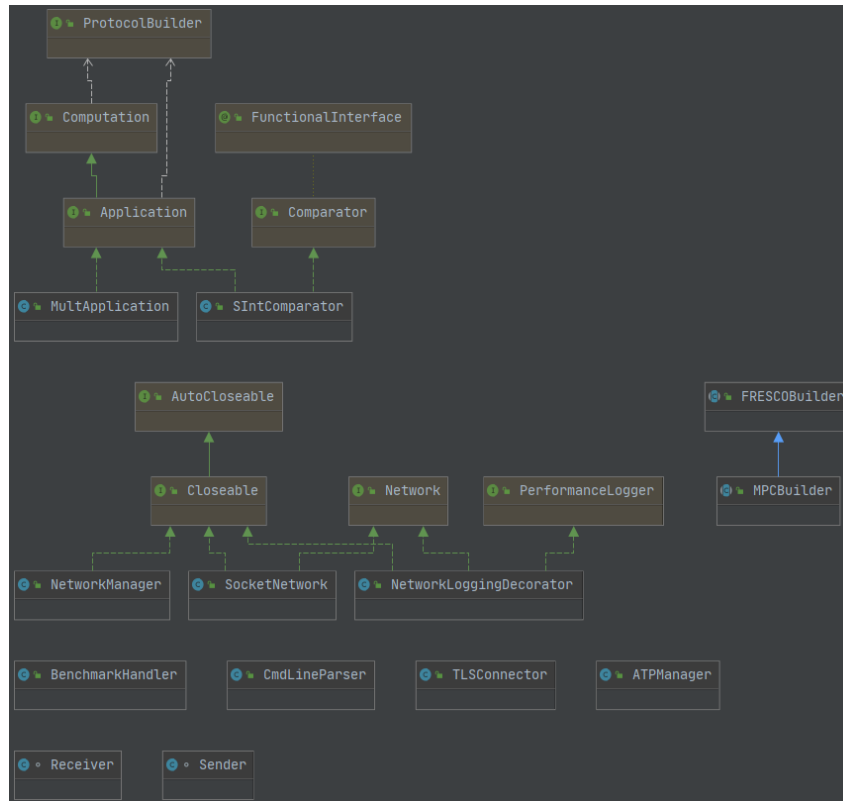 ProtocolBuilder
Computation
FunctionalInterface
Application
Comparator
MultApplication
SIntComparator
AutoCloseable
FRESCOBuilder
Closeable
Network
PerformanceLogger
MPCBuilder
NetworkManager
SocketNetwork
NetworkLoggingDecorator
BenchmarkHandler
CmdLineParser
TLSConnector
ATPManager
Receiver
Sender